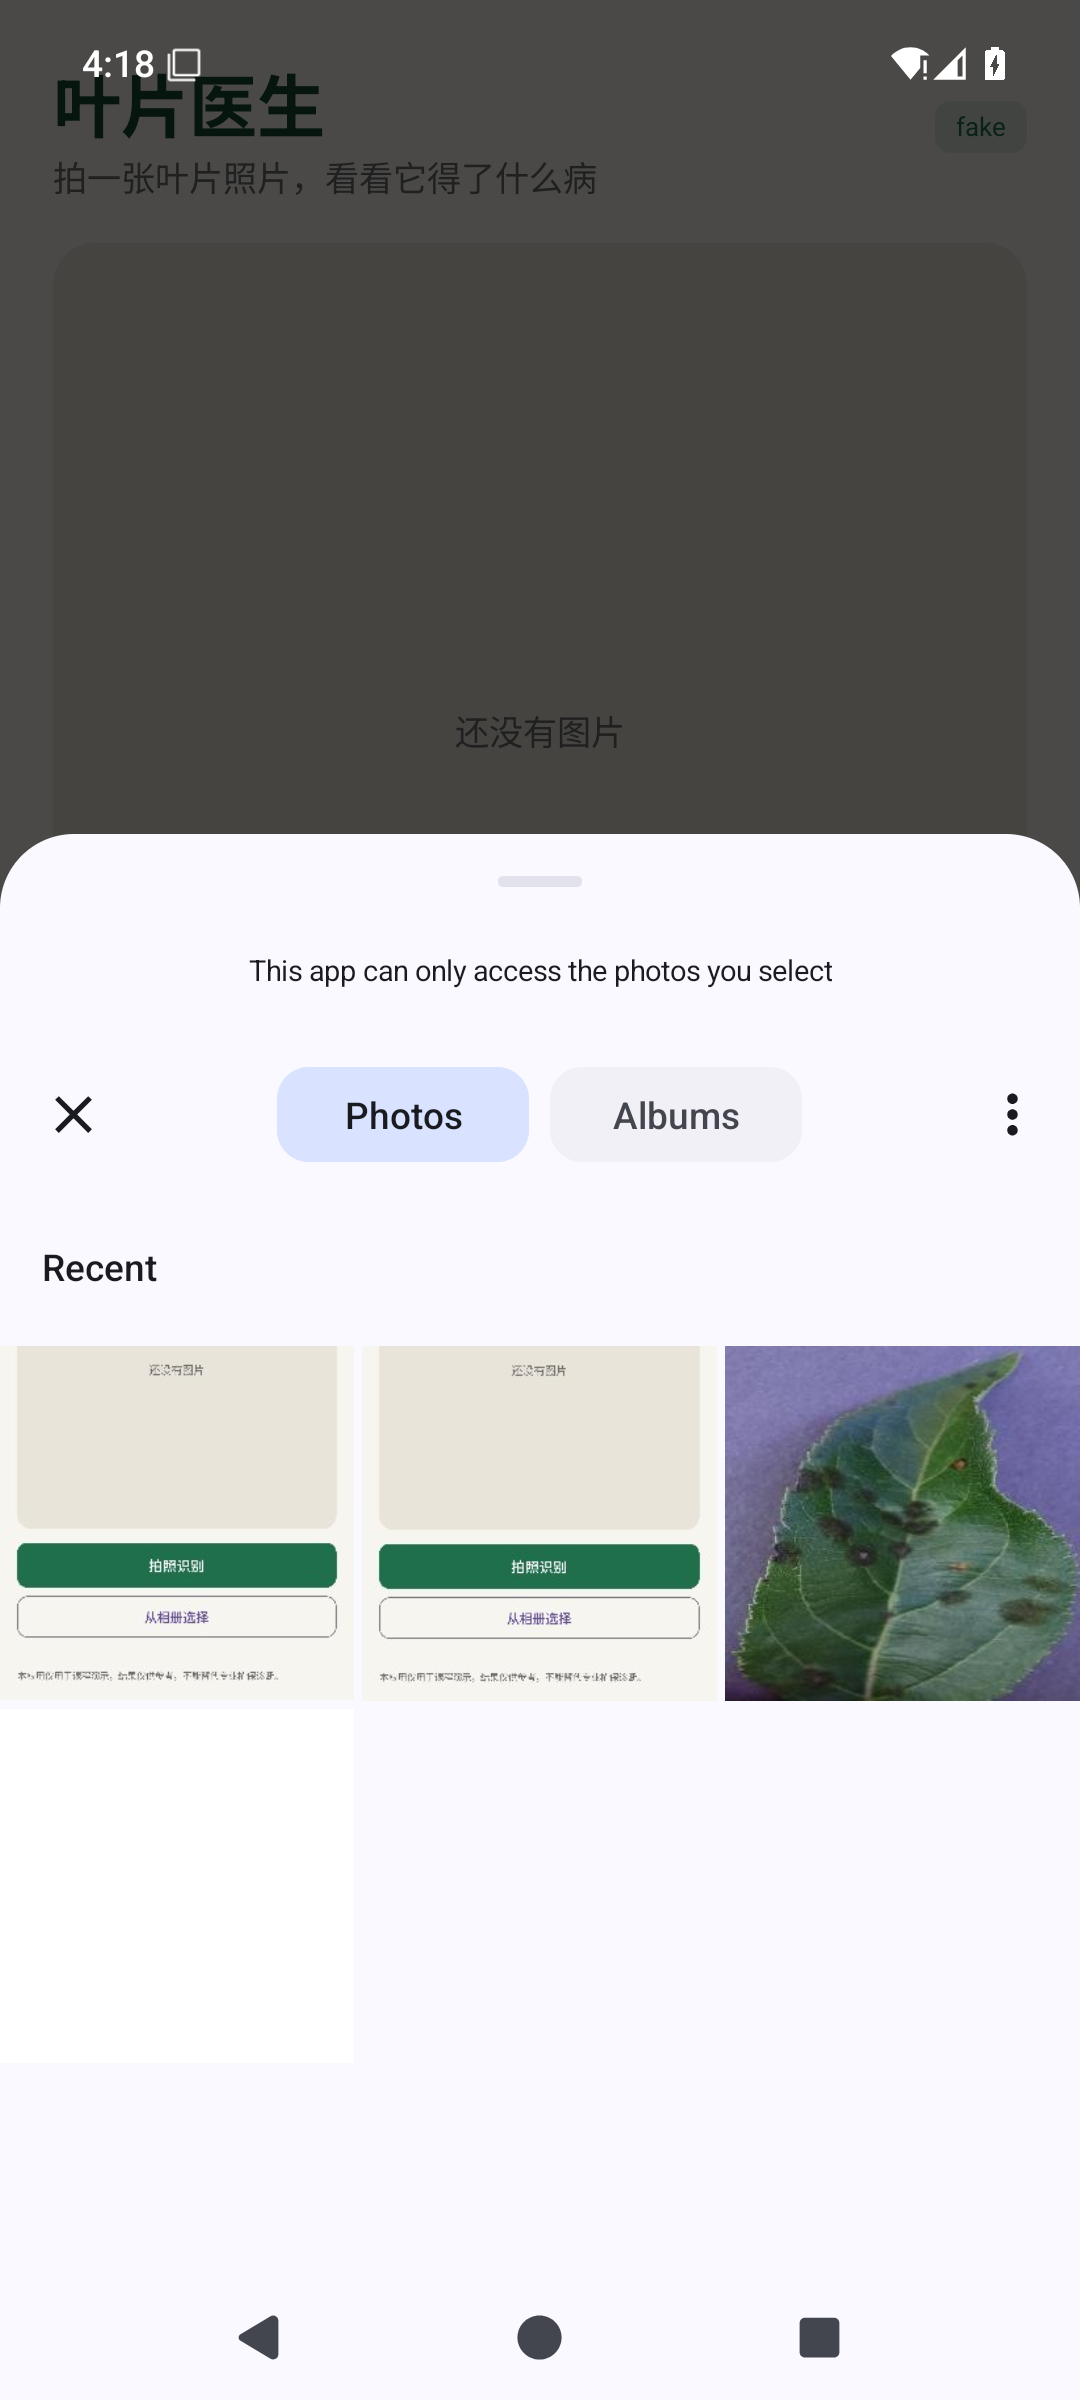 4:18
叶片医生
fake
拍一张叶片照片，看看它得了什么病
还没有图片
This app can only access the photos you select
Photos
Albums
Recent
还没有图片
还没有图片
拍照识别
拍照识别
从相册选择
从相册选择